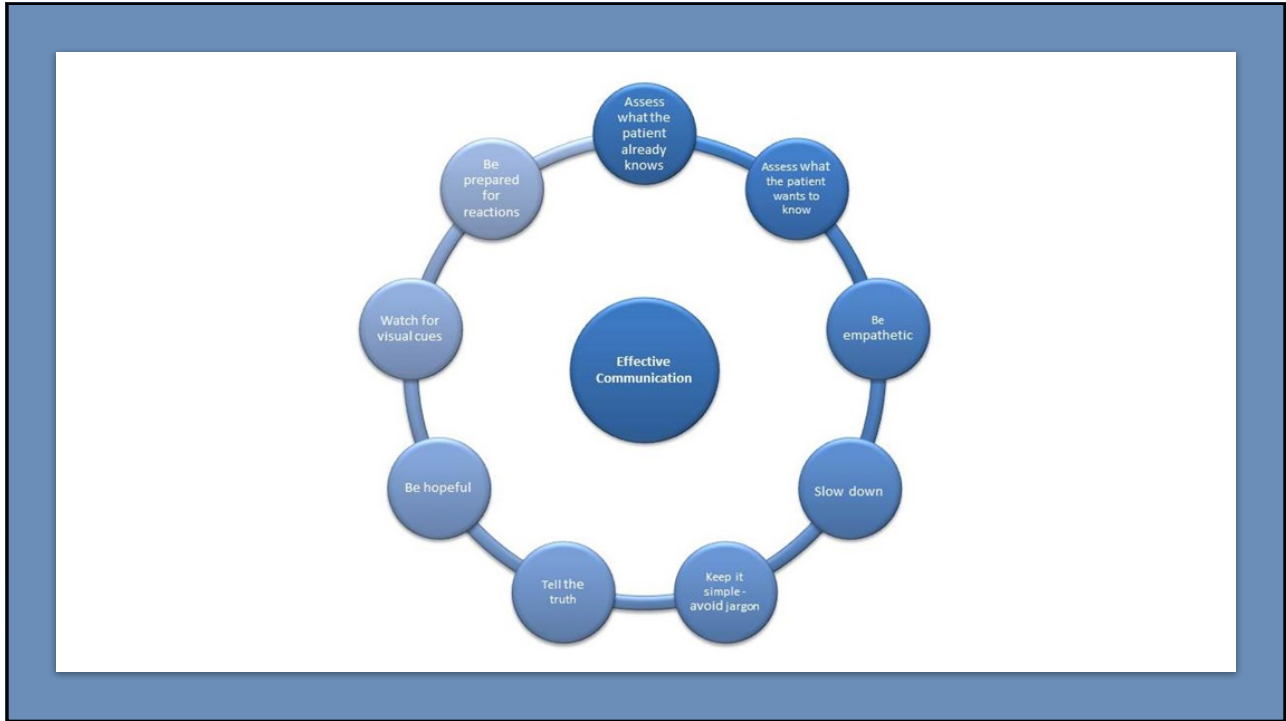 Assess
what the
patient
already
knows
Assess what
the patient
wants to
know
Be
empathetic
Slow down
Keep it
simple -
avoid jargon
Tell the
truth
Be hopeful
Watch for
visual cues
Be
prepared
for
reactions
Effective
Communication